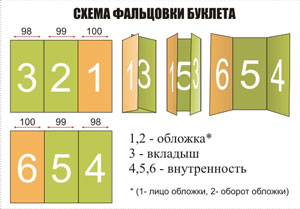 СХЕМА ФАЛЬЦОВКИ БУКЛЕТА
98 99 100
3 2 1
1 3 1 5 3 6 5 4
100 99 98
6 5 4
1,2 - обложка*
3 - вкладыш
4,5,6 - внутренность
* (1- лицо обложки, 2- оборот обложки)